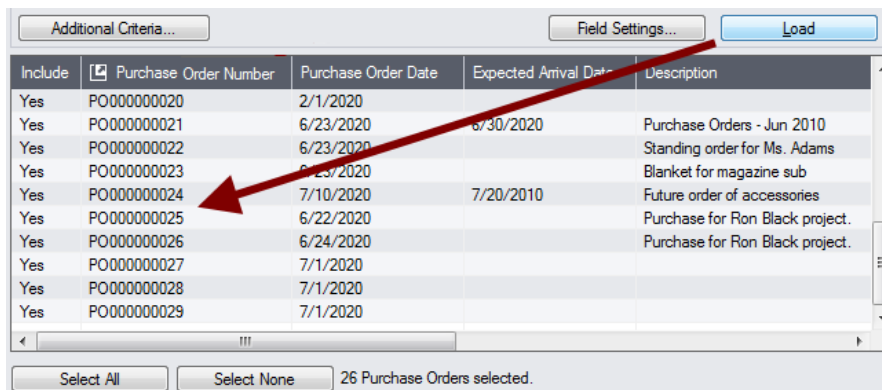 Additional Criteria... Field Settings... Load
Include Purchase Order Number Purchase Order Date Expected Arrival Date Description
Yes PO000000020 2/1/2020
Yes PO000000021 6/23/2020 6/30/2020 Purchase Orders - Jun 2010
Yes PO000000022 6/23/2020 Standing order for Ms. Adams
Yes PO000000023 6/23/2020 Blanket for magazine sub
Yes PO000000024 7/10/2020 7/20/2010 Future order of accessories
Yes PO000000025 6/22/2020 Purchase for Ron Black project.
Yes PO000000026 6/24/2020 Purchase for Ron Black project.
Yes PO000000027 7/1/2020
Yes PO000000028 7/1/2020
Yes PO000000029 7/1/2020
Select All Select None 26 Purchase Orders selected.